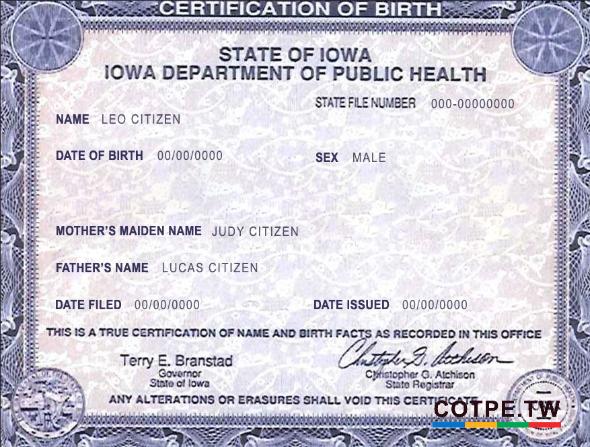 CERTIFICATION OF BIRTH
STATE OF IOWA
IOWA DEPARTMENT OF PUBLIC HEALTH
STATE FILE NUMBER 000-00000000
NAME LEO CITIZEN
DATE OF BIRTH 00/00/0000 SEX MALE
MOTHER'S MAIDEN NAME JUDY CITIZEN
FATHER'S NAME LUCAS CITIZEN
DATE FILED 00/00/0000 DATE ISSUED 00/00/0000
THIS IS A TRUE CERTIFICATION OF NAME AND BIRTH FACTS AS RECORDED IN THIS OFFICE
Terry E. Branstad Christopher G. Atchison
Governor Christopher G. Atchison
State of Iowa State Registrar
ANY ALTERATIONS OR ERASURES SHALL VOID THIS CERTIFICATE
COTPE.TW